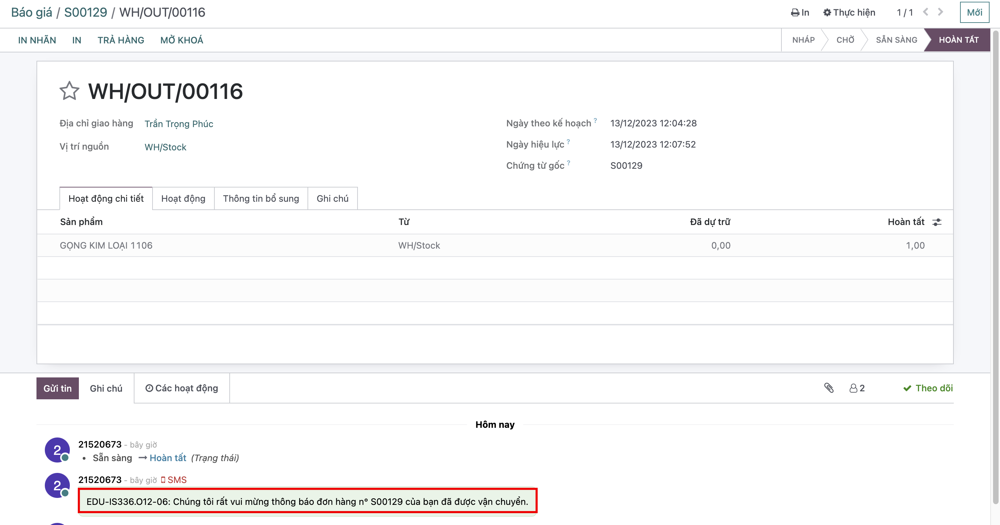 Báo giá / S00129 / WH/OUT/00116
In Thực hiện 1 / 1 Mới
IN NHÃN IN TRẢ HÀNG MỞ KHOÁ
NHÁP CHỜ SẴN SÀNG HOÀN TẤT
WH/OUT/00116
Địa chỉ giao hàng Trần Trọng Phúc
Vị trí nguồn WH/Stock
Ngày theo kế hoạch ? 13/12/2023 12:04:28
Ngày hiệu lực ? 13/12/2023 12:07:52
Chứng từ gốc ? S00129
Hoạt động chi tiết Hoạt động Thông tin bổ sung Ghi chú
Sản phẩm Từ Đã dự trữ Hoàn tất
GỌNG KIM LOẠI 1106 WH/Stock 0,00 1,00
Gửi tin Ghi chú Các hoạt động 2 Theo dõi
Hôm nay
2 21520673 - bây giờ
• Sẵn sàng → Hoàn tất (Trạng thái)
2 21520673 - bây giờ SMS
EDU-IS336.O12-06: Chúng tôi rất vui mừng thông báo đơn hàng n° S00129 của bạn đã được vận chuyển.